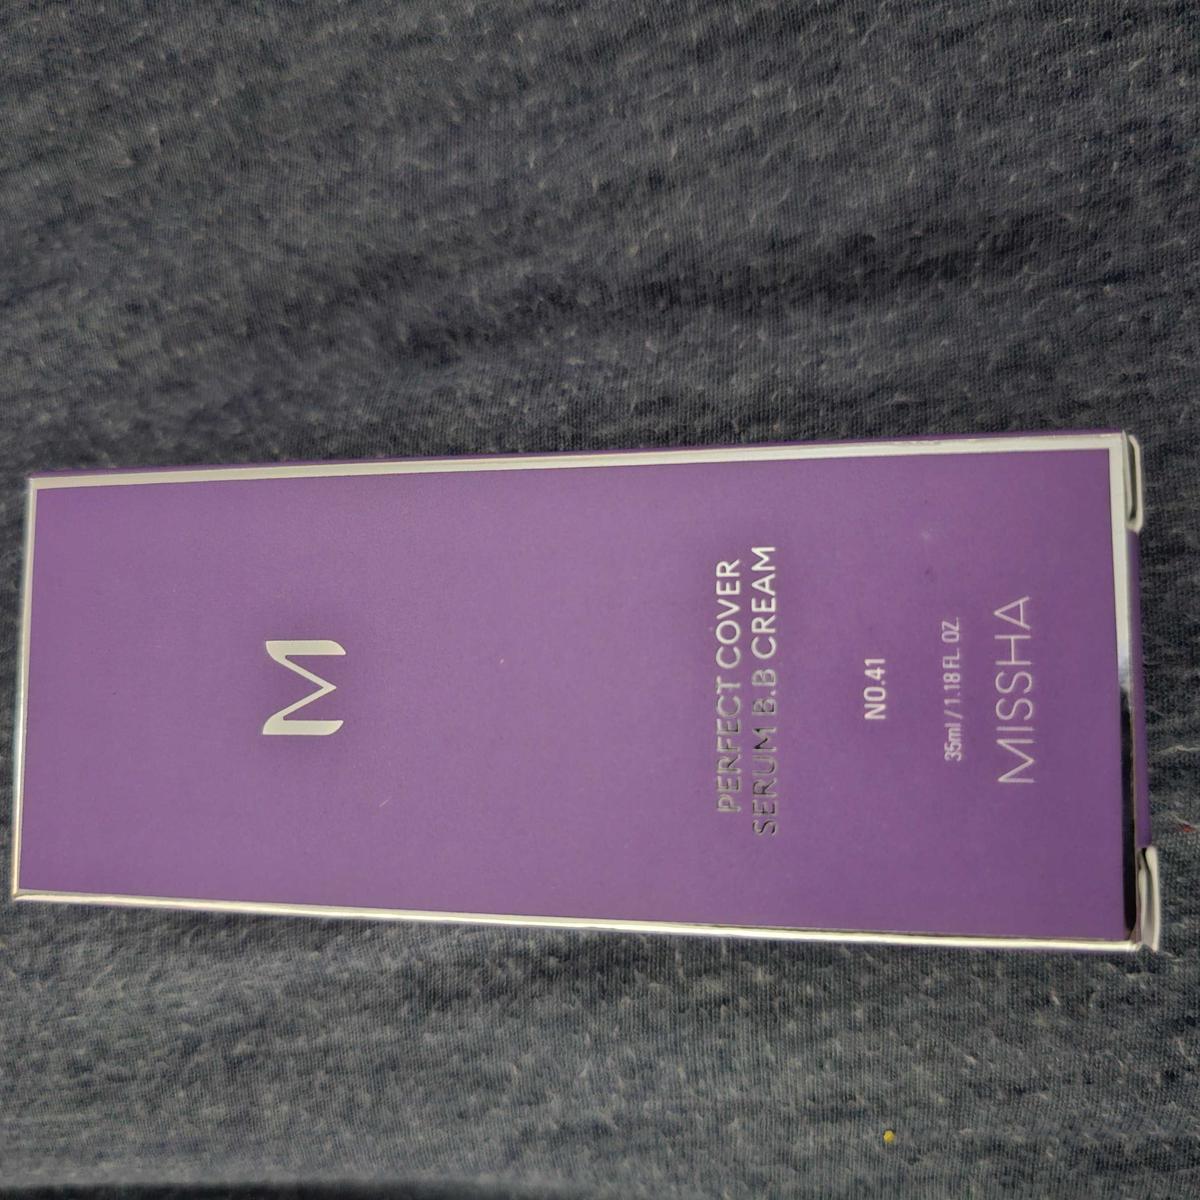 M
PERFECT COVER
SERUM B.B CREAM
NO.41
35ml / 1.18 FL. OZ.
MISSHA